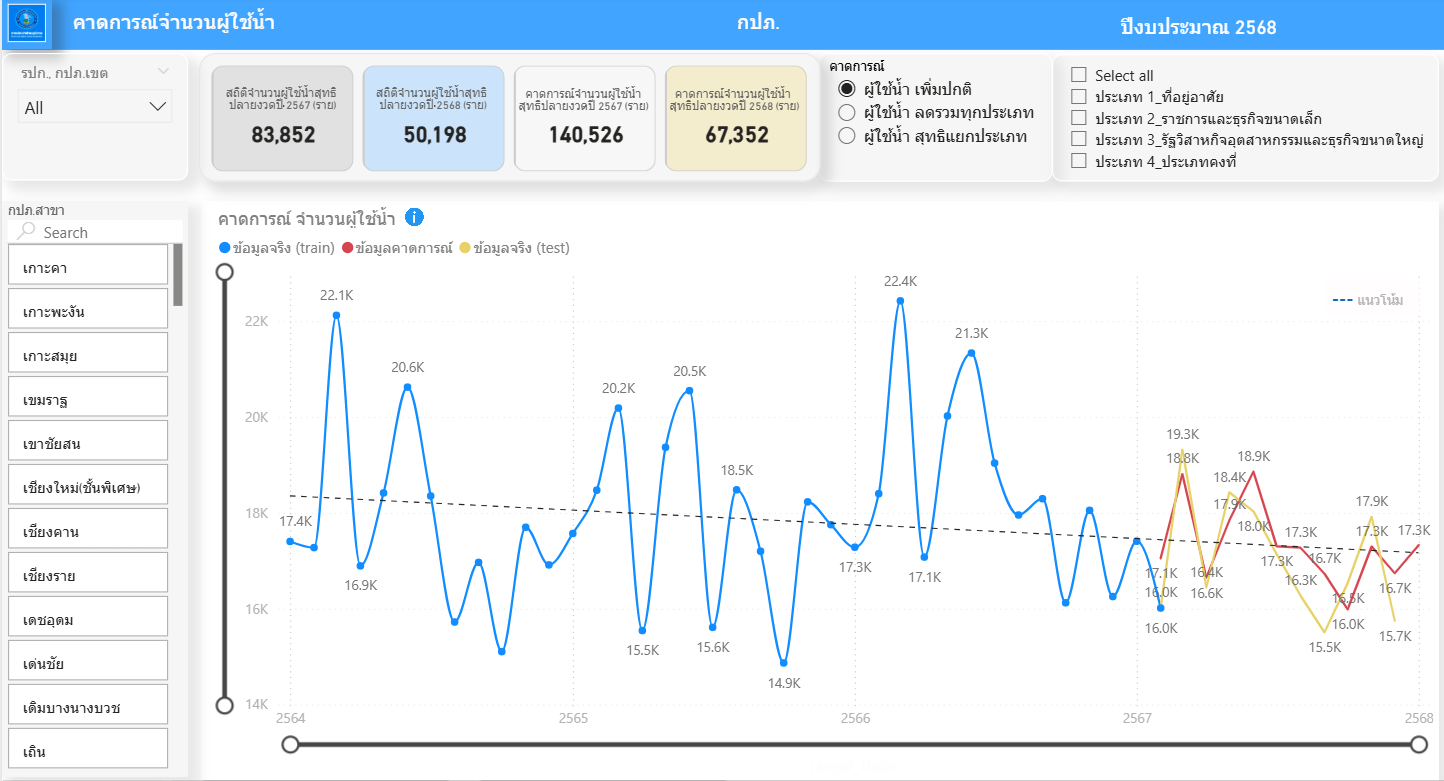 คาดการณ์จำนวนผู้ใช้น้ำ
กปภ.
ปีงบประมาณ 2568
รปก., กปภ.เขต
All
สถิติจำนวนผู้ใช้น้ำสุทธิ
ปลายงวดปี 2567 (ราย)
83,852
สถิติจำนวนผู้ใช้น้ำสุทธิ
ปลายงวดปี 2568 (ราย)
50,198
คาดการณ์จำนวนผู้ใช้น้ำ
สุทธิปลายงวดปี 2567 (ราย)
140,526
คาดการณ์จำนวนผู้ใช้น้ำ
สุทธิปลายงวดปี 2568 (ราย)
67,352
คาดการณ์
ผู้ใช้น้ำ เพิ่มปกติ
ผู้ใช้น้ำ ลดรวมทุกประเภท
ผู้ใช้น้ำ สุทธิแยกประเภท
Select all
ประเภท 1_ที่อยู่อาศัย
ประเภท 2_ราชการและธุรกิจขนาดเล็ก
ประเภท 3_รัฐวิสาหกิจอุตสาหกรรมและธุรกิจขนาดใหญ่
ประเภท 4_ประเภทคงที่
กปภ.สาขา
Search
เกาะคา
เกาะพะงัน
เกาะสมุย
เขมราฐ
เขาชัยสน
เชียงใหม่(ชั้นพิเศษ)
เชียงคาน
เชียงราย
เดชอุดม
เด่นชัย
เดิมบางนางบวช
เถิน
คาดการณ์ จำนวนผู้ใช้น้ำ
ข้อมูลจริง (train) ข้อมูลคาดการณ์ ข้อมูลจริง (test)
แนวโน้ม
22K
20K
18K
16K
14K
17.4K
22.1K
16.9K
20.6K
20.2K
15.5K
20.5K
15.6K
18.5K
14.9K
17.3K
22.4K
17.1K
21.3K
19.3K
18.8K
17.1K
16.0K
16.0K
16.4K
16.6K
18.4K
17.9K
18.9K
18.0K
17.3K
17.3K
16.3K
16.7K
15.5K
16.5K
16.0K
17.9K
17.3K
16.7K
15.7K
17.3K
2564
2565
2566
2567
2568